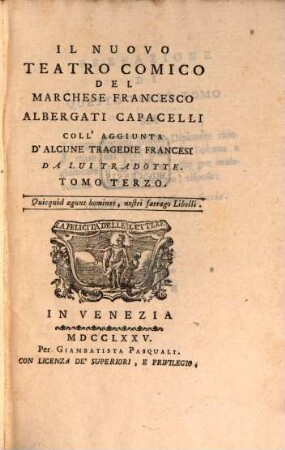 IL NUOVO
TEATRO COMICO
DEL
MARCHESE FRANCESCO
ALBERGATI CAPACELLI
COLL' AGGIUNTA
D'ALCUNE TRAGEDIE FRANCESI
DA LUI TRADOTTE.
TOMO TERZO.
Quicquid agunt homines, nostri farrago Libelli.
LA FELICITÀ DELLE LETTERE
IN VENEZIA
MDCCLXXV.
Per GIAMBATISTA PASQUALI.
CON LICENZA DE' SUPERIORI, E PRIVILEGIO,